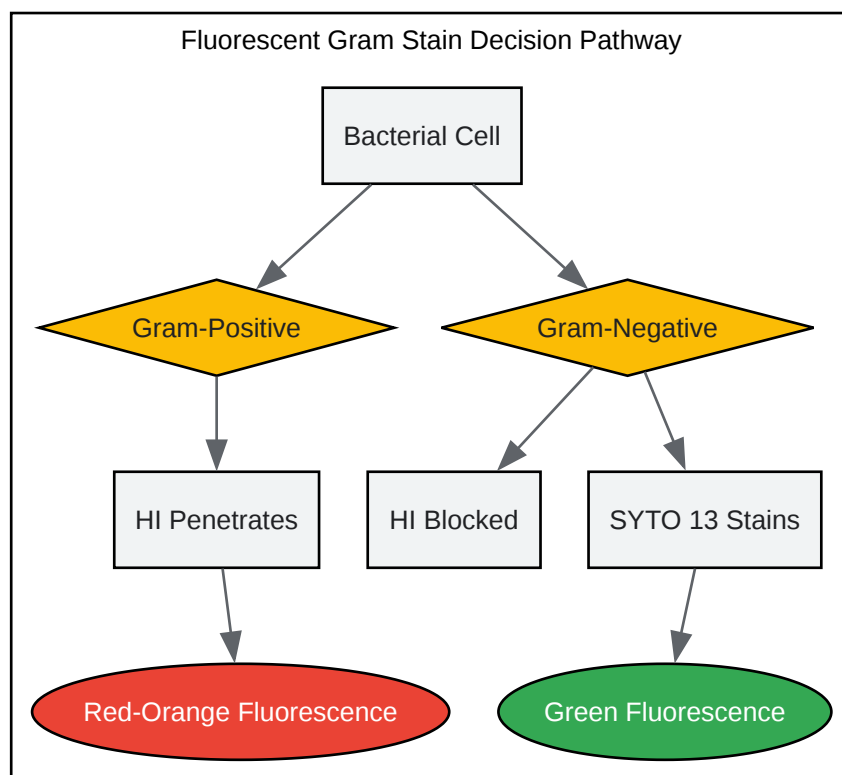 Fluorescent Gram Stain Decision Pathway
Bacterial Cell
Gram-Positive
Gram-Negative
HI Penetrates
HI Blocked
SYTO 13 Stains
Red-Orange Fluorescence
Green Fluorescence